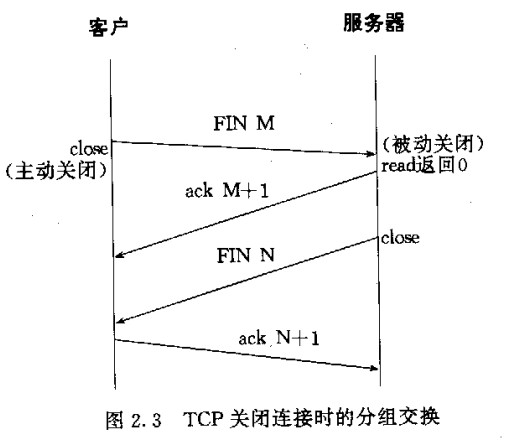 客户
服务器
FIN M
close
(主动关闭)
(被动关闭)
read返回0
ack M+1
close
FIN N
ack N+1
图 2.3 TCP 关闭连接时的分组交换